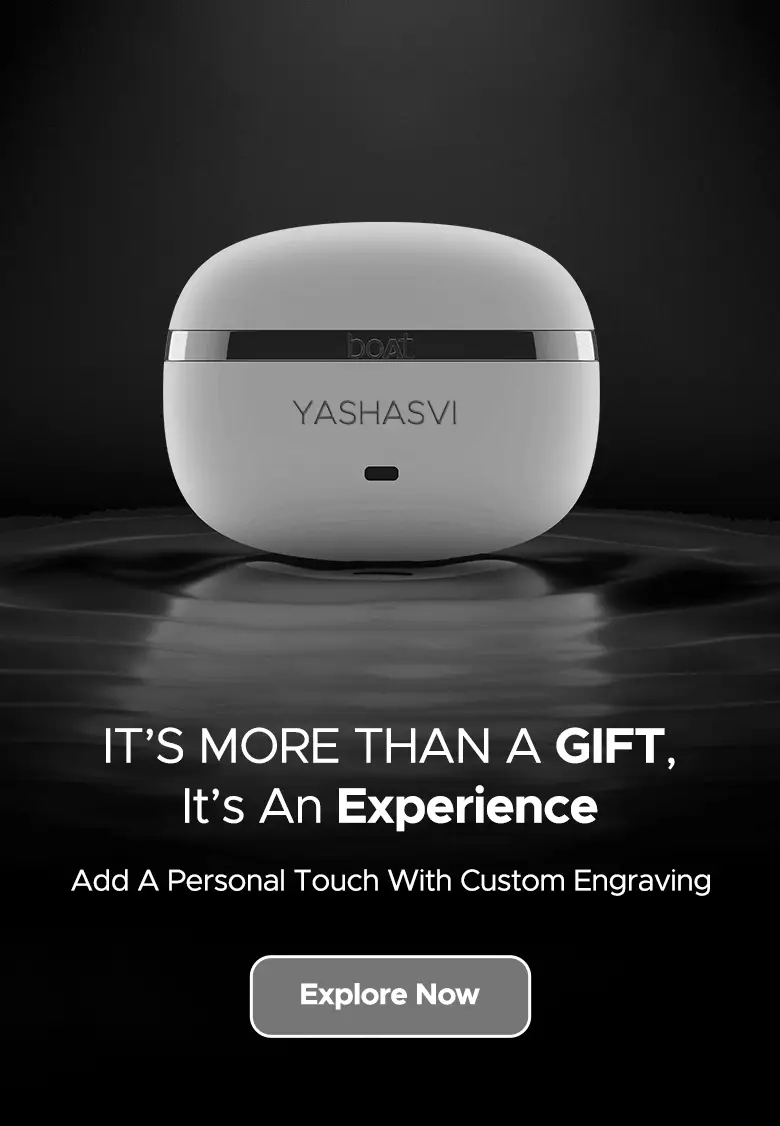 boAt
YASHASVI
IT'S MORE THAN A GIFT,
It's An Experience
Add A Personal Touch With Custom Engraving
Explore Now